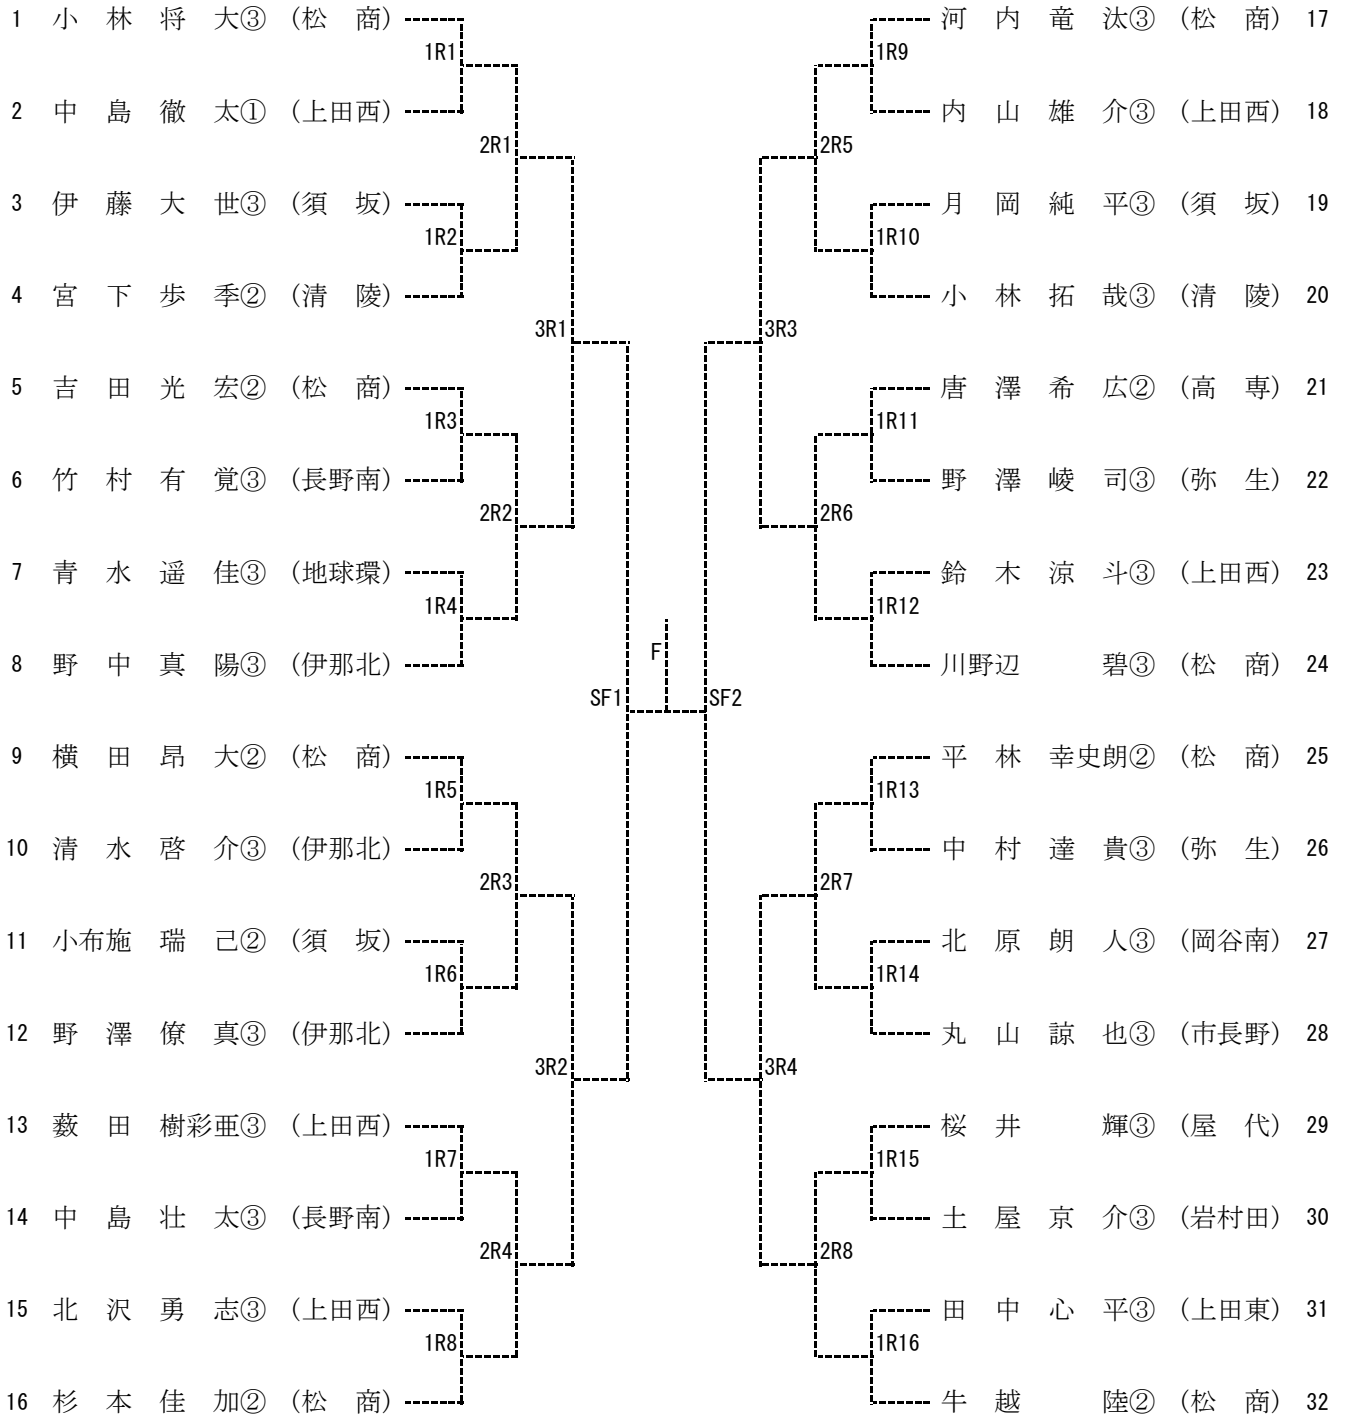 1 小 林 将 大③ (松 商)
1R1
2 中 島 徹 太① (上田西)
2R1
3 伊 藤 大 世③ (須 坂)
1R2
4 宮 下 歩 季② (清 陵)
3R1
5 吉 田 光 宏② (松 商)
1R3
6 竹 村 有 覚③ (長野南)
2R2
7 青 水 遥 佳③ (地球環)
1R4
8 野 中 真 陽③ (伊那北)
SF1
9 横 田 昂 大② (松 商)
1R5
10 清 水 啓 介③ (伊那北)
2R3
11 小布施 瑞 己② (須 坂)
1R6
12 野 澤 僚 真③ (伊那北)
3R2
13 薮 田 樹彩亜③ (上田西)
1R7
14 中 島 壮 太③ (長野南)
2R4
15 北 沢 勇 志③ (上田西)
1R8
16 杉 本 佳 加② (松 商)
F
河 内 竜 汰③ (松 商) 17
1R9
内 山 雄 介③ (上田西) 18
2R5
月 岡 純 平③ (須 坂) 19
1R10
小 林 拓 哉③ (清 陵) 20
3R3
唐 澤 希 広② (高 専) 21
1R11
野 澤 崚 司③ (弥 生) 22
2R6
鈴 木 涼 斗③ (上田西) 23
1R12
川野辺 碧③ (松 商) 24
SF2
平 林 幸史朗② (松 商) 25
1R13
中 村 達 貴③ (弥 生) 26
2R7
北 原 朗 人③ (岡谷南) 27
1R14
丸 山 諒 也③ (市長野) 28
3R4
桜 井 輝③ (屋 代) 29
1R15
土 屋 京 介③ (岩村田) 30
2R8
田 中 心 平③ (上田東) 31
1R16
牛 越 陸② (松 商) 32